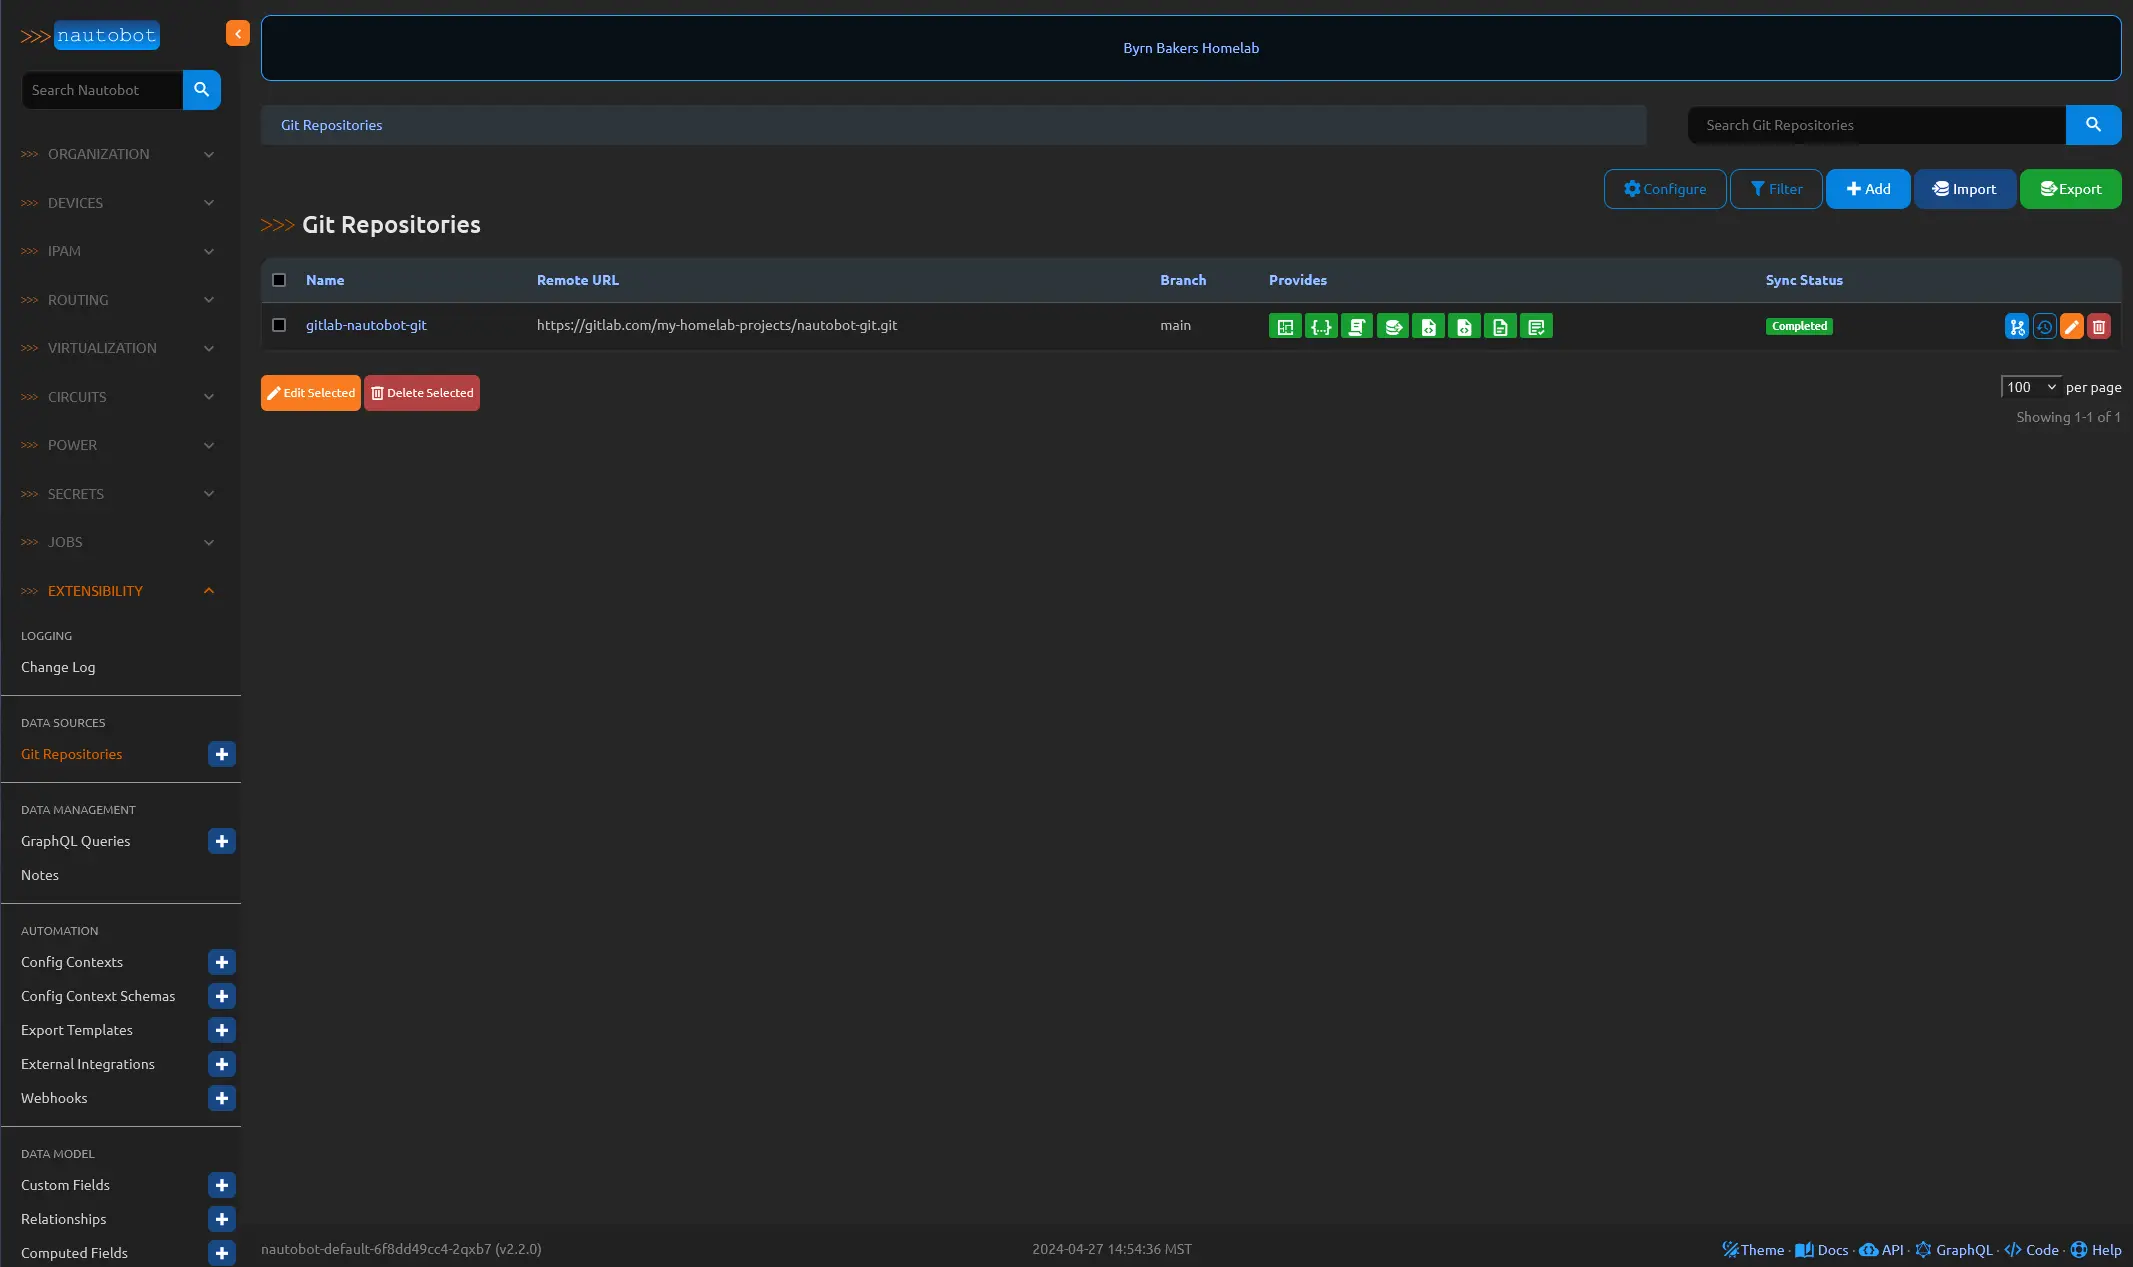 >>> nautobot
Search Nautobot
>>> ORGANIZATION
>>> DEVICES
>>> IPAM
>>> ROUTING
>>> VIRTUALIZATION
>>> CIRCUITS
>>> POWER
>>> SECRETS
>>> JOBS
>>> EXTENSIBILITY
LOGGING
Change Log
DATA SOURCES
Git Repositories
DATA MANAGEMENT
GraphQL Queries
Notes
AUTOMATION
Config Contexts
Config Context Schemas
Export Templates
External Integrations
Webhooks
DATA MODEL
Custom Fields
Relationships
Computed Fields
Byrn Bakers Homelab
Git Repositories
Search Git Repositories
Configure Filter Add Import Export
>>> Git Repositories
Name Remote URL Branch Provides Sync Status
gitlab-nautobot-git https://gitlab.com/my-homelab-projects/nautobot-git.git main {...} Completed
Edit Selected Delete Selected
100 per page
Showing 1-1 of 1
nautobot-default-6f8dd49cc4-2qxb7 (v2.2.0)
2024-04-27 14:54:36 MST
Theme · Docs · API · GraphQL · Code · Help